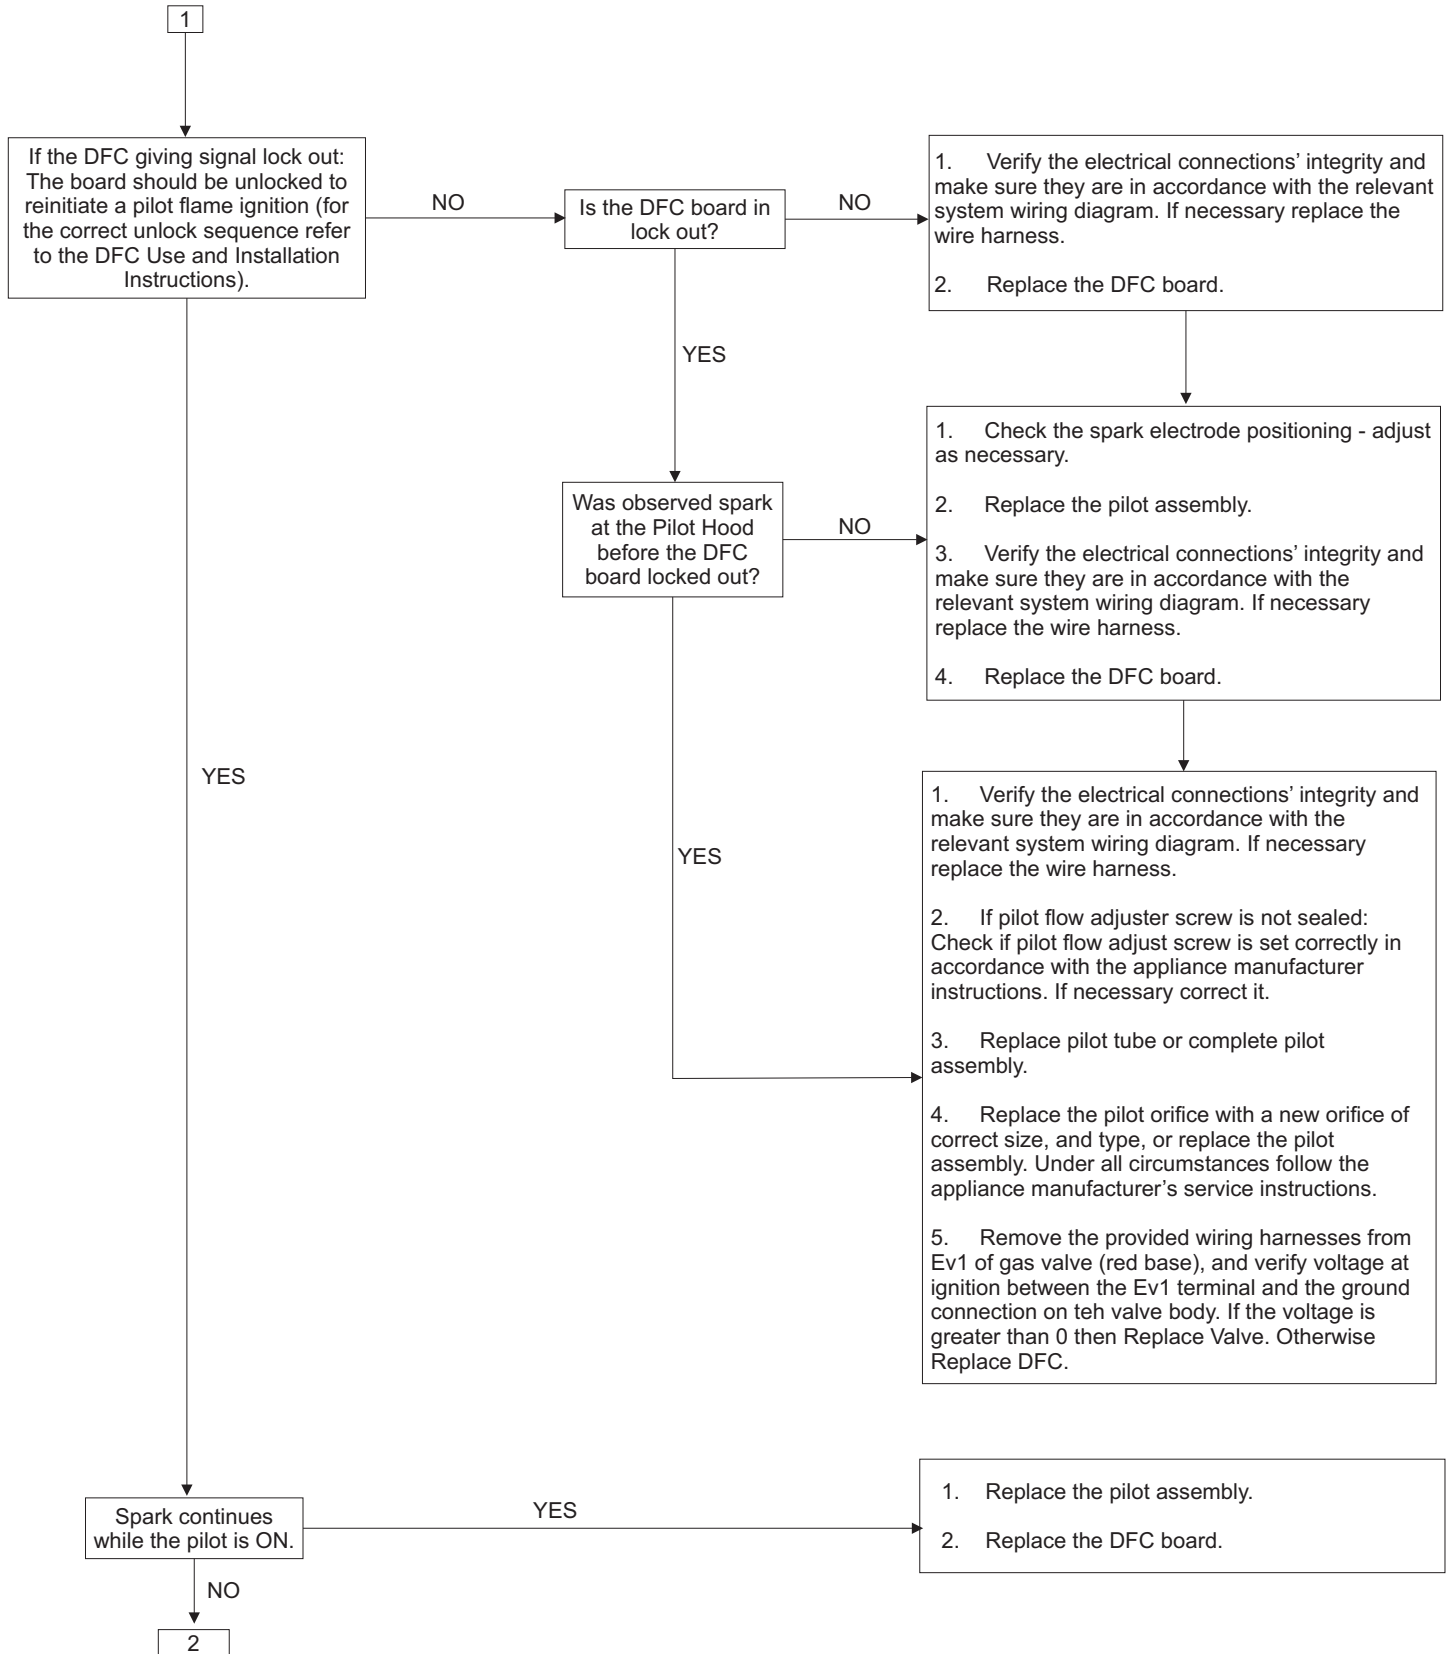 1
If the DFC giving signal lock out:
The board should be unlocked to
reinitiate a pilot flame ignition (for
the correct unlock sequence refer
to the DFC Use and Installation
Instructions).
NO
Is the DFC board in
lock out?
NO
1. Verify the electrical connections’ integrity and
make sure they are in accordance with the relevant
system wiring diagram. If necessary replace the
wire harness.
2. Replace the DFC board.
YES
Was observed spark
at the Pilot Hood
before the DFC
board locked out?
NO
1. Check the spark electrode positioning - adjust
as necessary.
2. Replace the pilot assembly.
3. Verify the electrical connections’ integrity and
make sure they are in accordance with the
relevant system wiring diagram. If necessary
replace the wire harness.
4. Replace the DFC board.
YES
YES
1. Verify the electrical connections’ integrity and
make sure they are in accordance with the
relevant system wiring diagram. If necessary
replace the wire harness.
2. If pilot flow adjuster screw is not sealed:
Check if pilot flow adjust screw is set correctly in
accordance with the appliance manufacturer
instructions. If necessary correct it.
3. Replace pilot tube or complete pilot
assembly.
4. Replace the pilot orifice with a new orifice of
correct size, and type, or replace the pilot
assembly. Under all circumstances follow the
appliance manufacturer’s service instructions.
5. Remove the provided wiring harnesses from
Ev1 of gas valve (red base), and verify voltage at
ignition between the Ev1 terminal and the ground
connection on teh valve body. If the voltage is
greater than 0 then Replace Valve. Otherwise
Replace DFC.
Spark continues
while the pilot is ON.
YES
1. Replace the pilot assembly.
2. Replace the DFC board.
NO
2